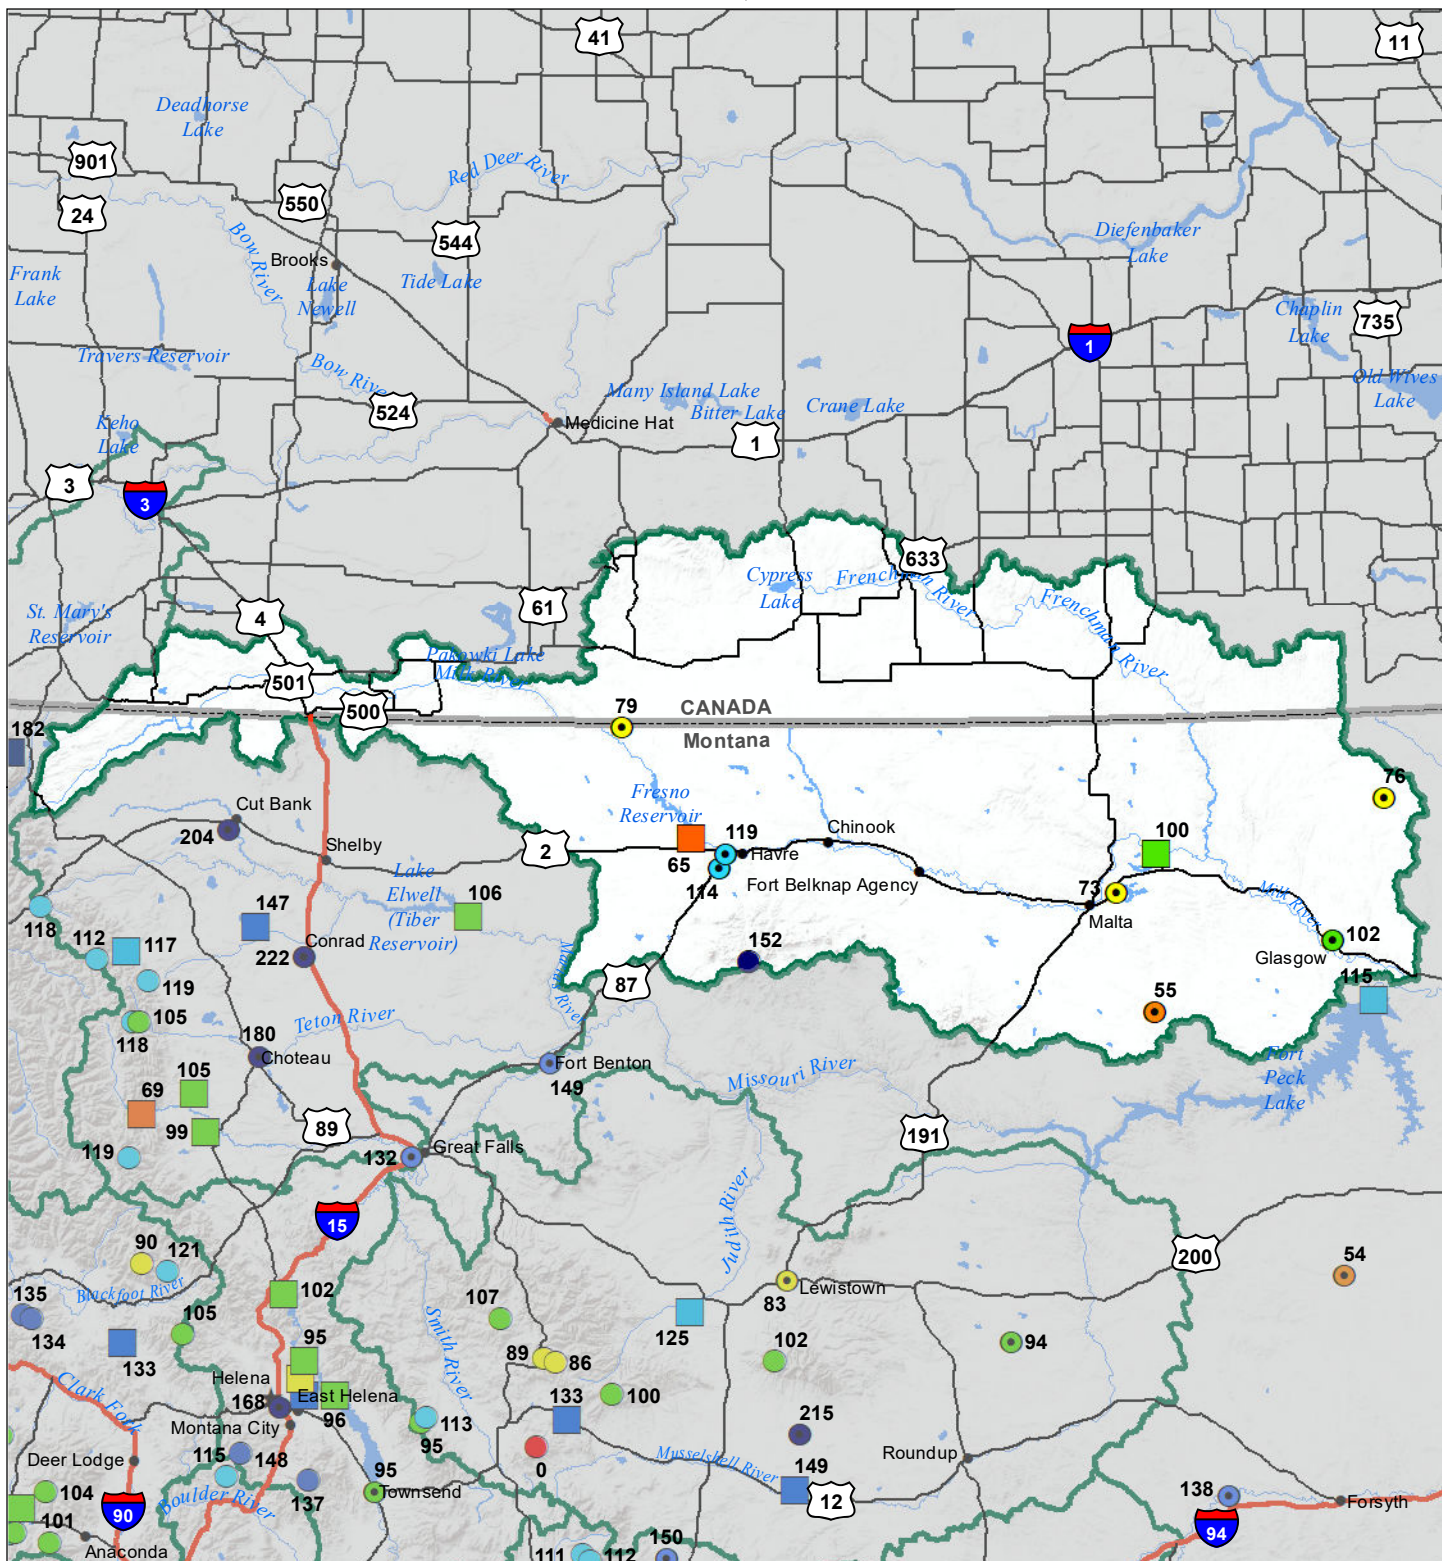 41
11
Deadhorse
Lake
901
Red Deer River
550
24
544
Bow River
Diefenbaker
Lake
Brooks
Frank
Lake
Lake
Newell
Tide Lake
Chaplin
Lake
735
1
Travers Reservoir
Bow River
Old Wives
Lake
Many Island Lake
Bitter Lake
Crane Lake
524
Keho
Lake
Medicine Hat
1
3
3
633
Cypress
Lake
Frenchman River
Frenchman River
61
St. Mary's
Reservoir
4
Pakowki Lake
Milk River
501
500
79
CANADA
Montana
182
76
Fresno
Reservoir
Cut Bank
204
Shelby
2
65
119
Havre
114
Chinook
Fort Belknap Agency
100
73
Malta
Milk River
Lake
Elwell
(Tiber
Reservoir)
106
118
147
112
117
Conrad
222
152
102
Glasgow
Marias River
87
119
115
55
105
118
Teton River
180
Choteau
Fort Benton
149
Missouri River
Fort
Peck
Lake
105
69
99
89
191
119
132
Great Falls
Judith River
15
200
90
121
54
Blackfoot River
Lewistown
83
135
134
102
105
107
125
Smith River
133
95
102
94
89
86
Helena
168
East Helena
96
133
100
Clark Fork
Montana City
113
95
215
Deer Lodge
115
148
0
Musselshell River
Roundup
137
95
Townsend
149
12
138
Forsyth
104
Boulder River
90
94
101
Anaconda
111
112
150